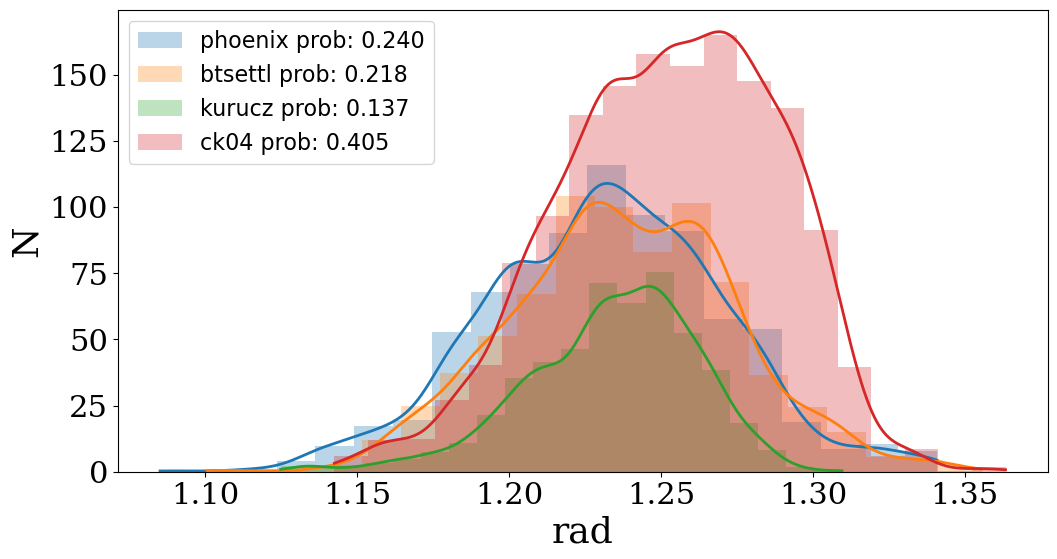 phoenix prob: 0.240
btsettl prob: 0.218
kurucz prob: 0.137
ck04 prob: 0.405
N
150
125
100
75
50
25
0
1.10 1.15 1.20 1.25 1.30 1.35
rad